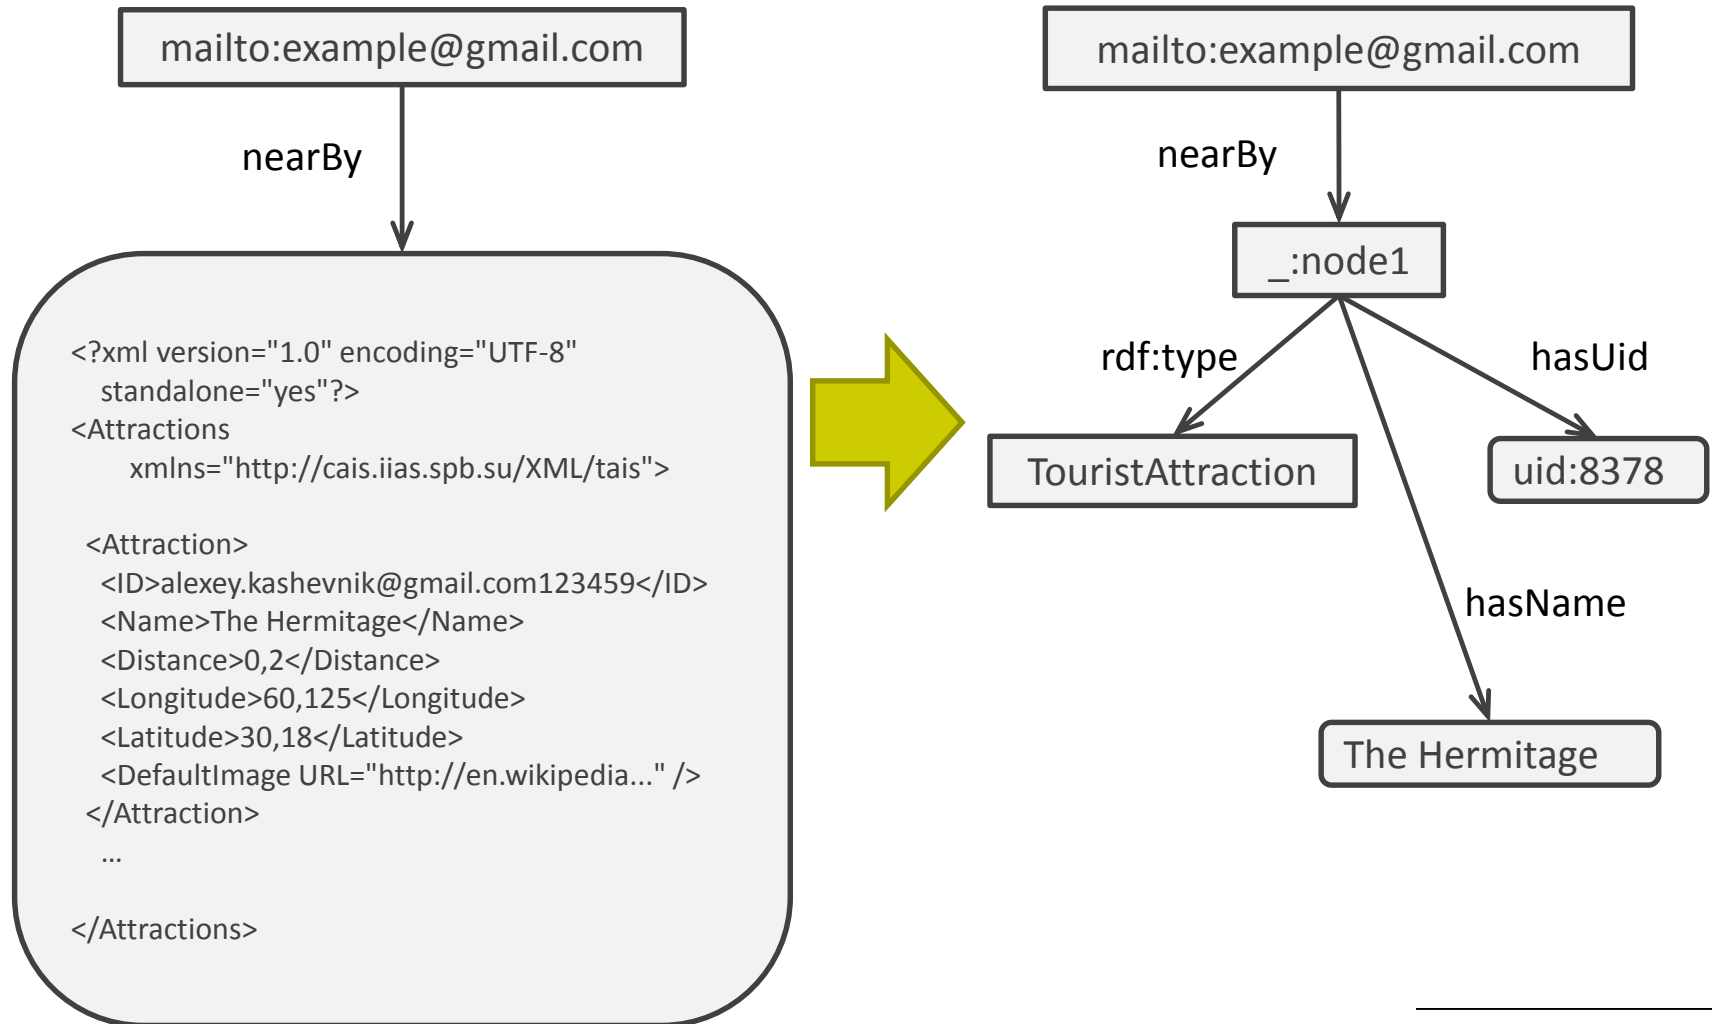 mailto:example@gmail.com
nearBy
<?xml version="1.0" encoding="UTF-8"
standalone="yes"?>
<Attractions
xmlns="http://cais.iias.spb.su/XML/tais">
<Attraction>
<ID>alexey.kashevnik@gmail.com123459</ID>
<Name>The Hermitage</Name>
<Distance>0,2</Distance>
<Longitude>60,125</Longitude>
<Latitude>30,18</Latitude>
<DefaultImage URL="http://en.wikipedia..." />
</Attraction>
...
</Attractions>
mailto:example@gmail.com
nearBy
_:node1
rdf:type
hasUid
TouristAttraction
uid:8378
hasName
The Hermitage